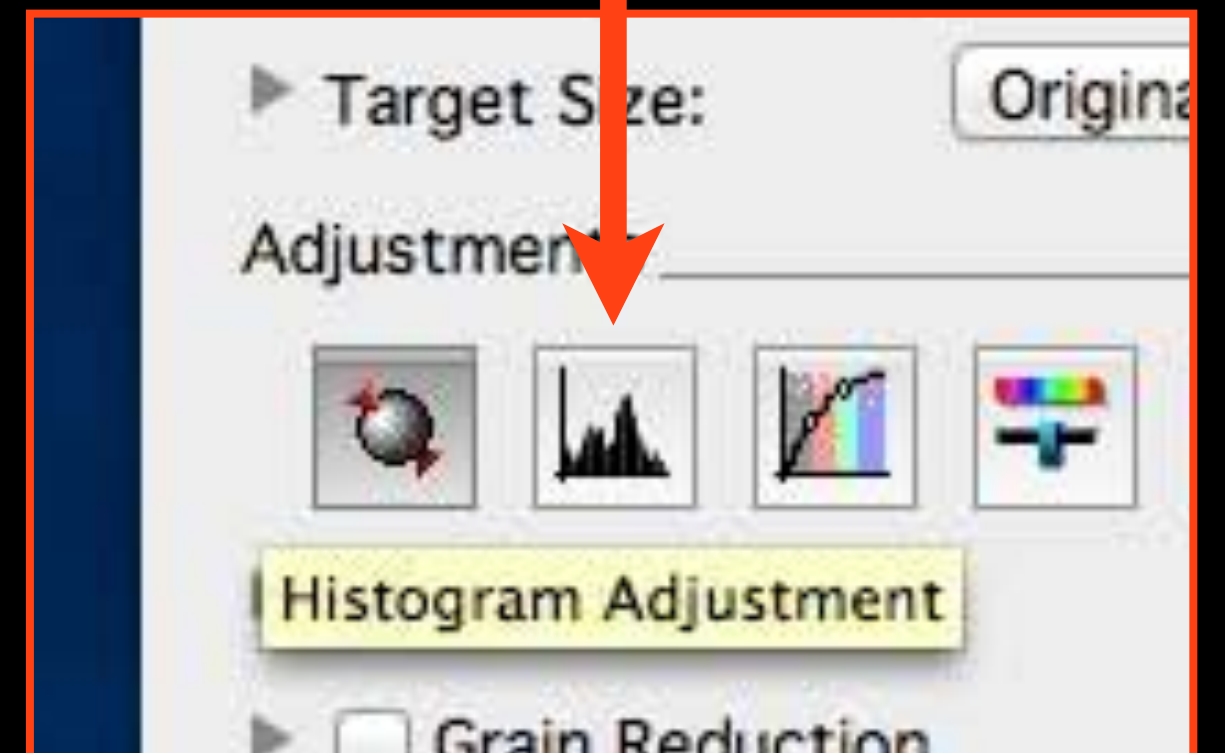 Target Size:
Origina
Adjustments
Histogram Adjustment
Grain Reduction